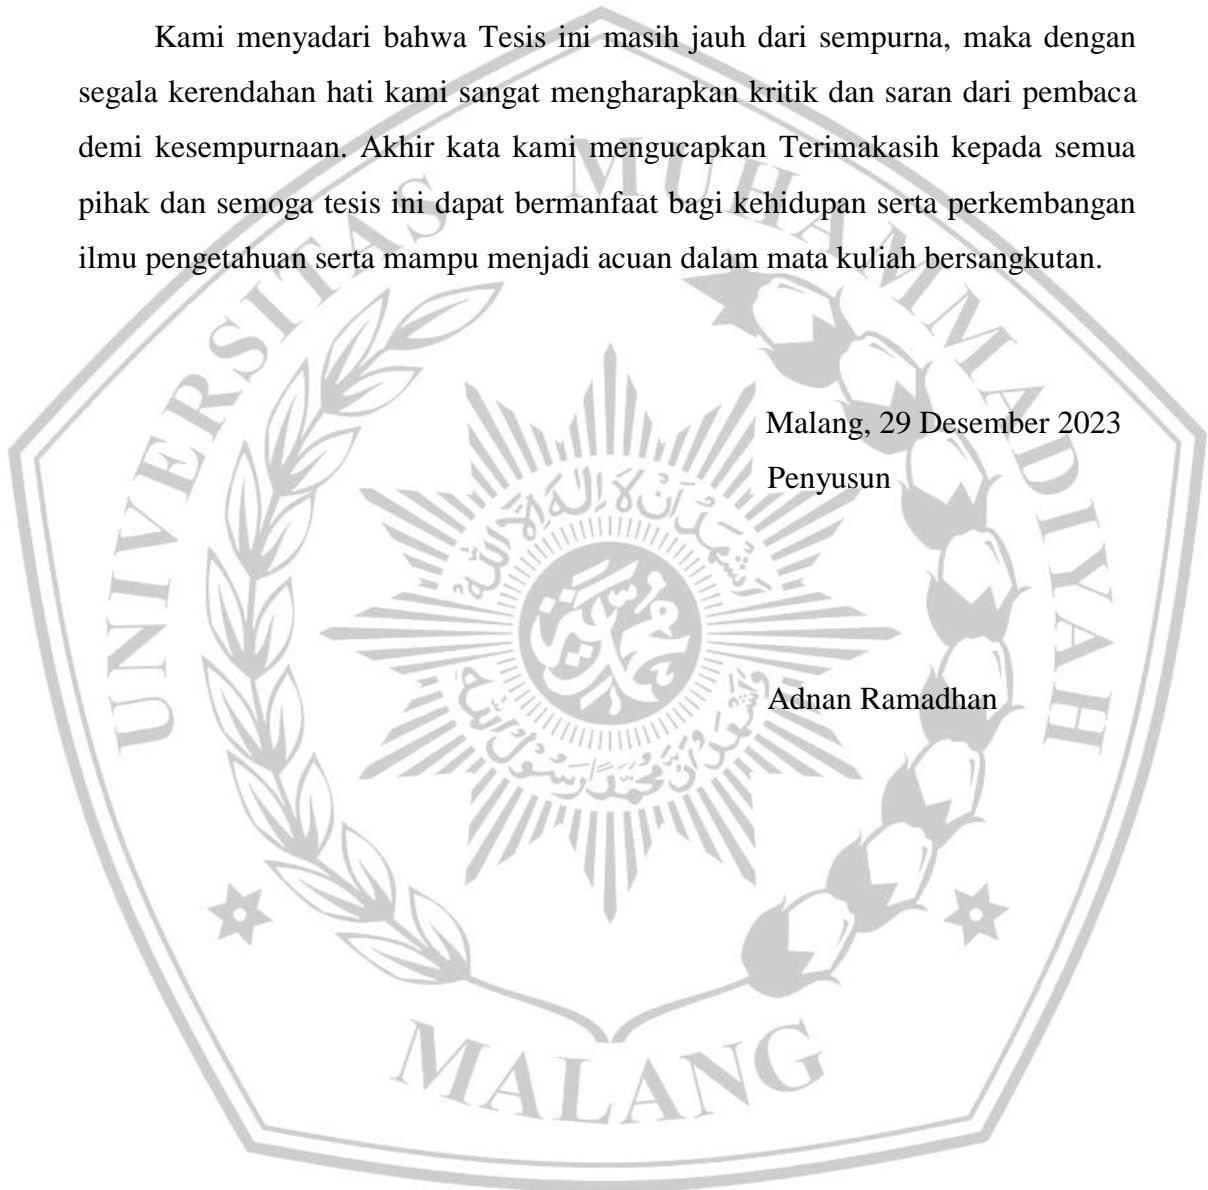 Kami menyadari bahwa Tesis ini masih jauh dari sempurna, maka dengan
segala kerendahan hati kami sangat mengharapkan kritik dan saran dari pembaca
demi kesempurnaan. Akhir kata kami mengucapkan Terimakasih kepada semua
pihak dan semoga tesis ini dapat bermanfaat bagi kehidupan serta perkembangan
ilmu pengetahuan serta mampu menjadi acuan dalam mata kuliah bersangkutan.
Malang, 29 Desember 2023
Penyusun
Adnan Ramadhan
UNIVERSITAS MUHAMMADIYAH
MALANG